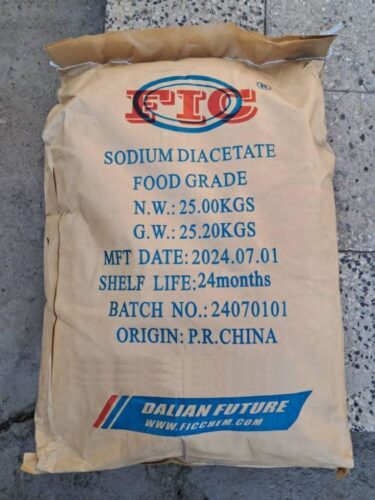 FIC ®
SODIUM DIACETATE
FOOD GRADE
N.W.: 25.00KGS
G.W.: 25.20KGS
MFT DATE: 2024.07.01
SHELF LIFE: 24months
BATCH NO.: 24070101
ORIGIN: P.R.CHINA
DALIAN FUTURE
WWW.FICCHEM.COM